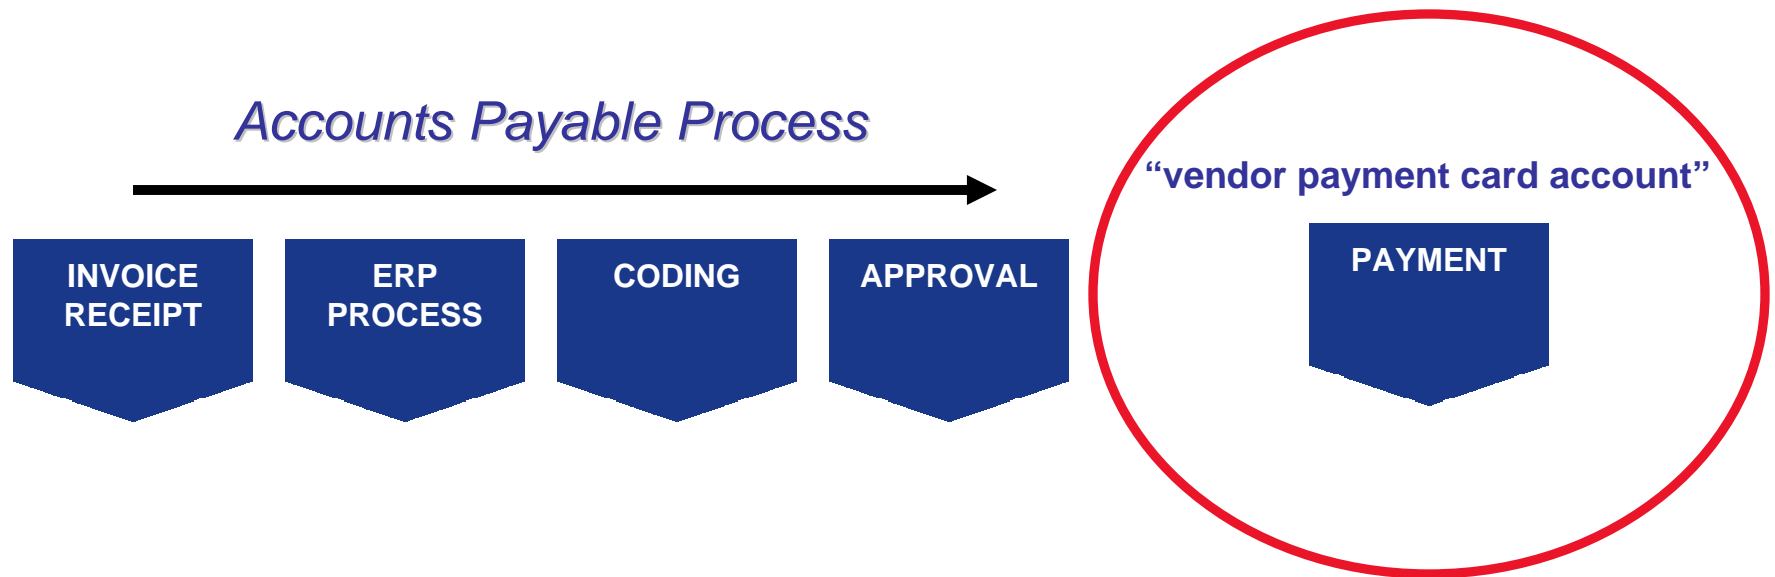 Accounts Payable Process
“vendor payment card account”
INVOICE
RECEIPT
ERP
PROCESS
CODING
APPROVAL
PAYMENT